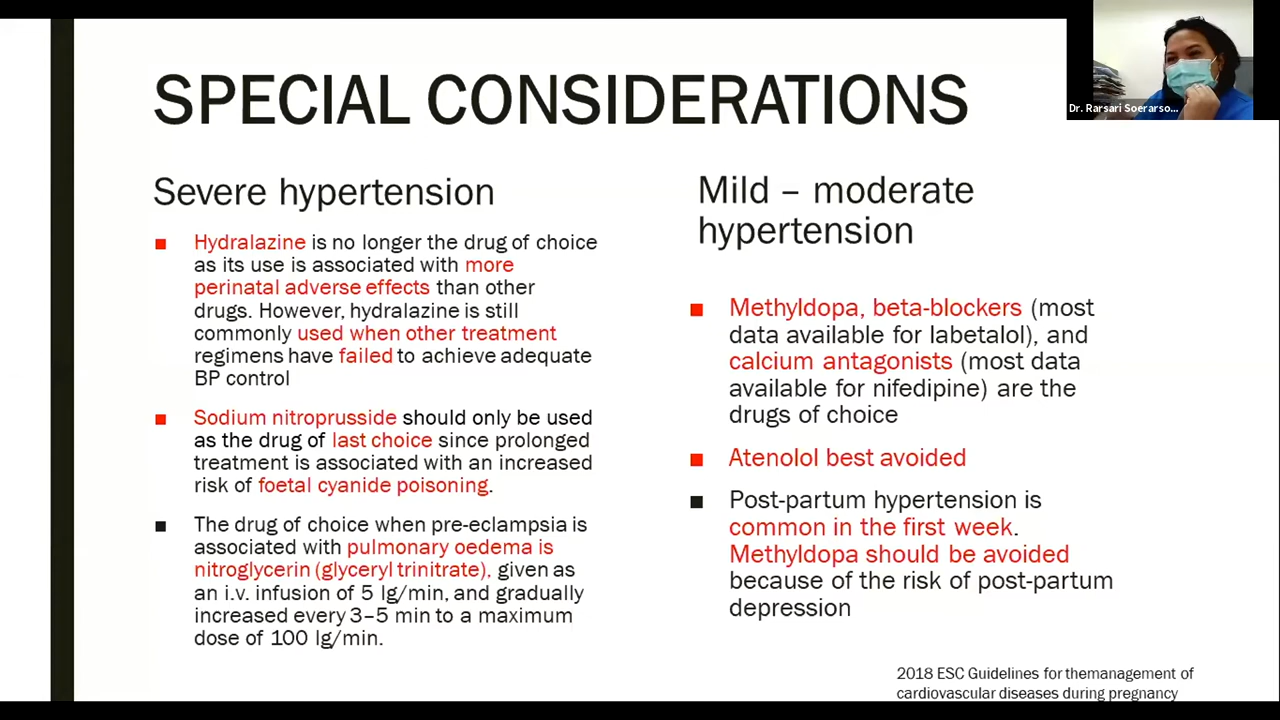 SPECIAL CONSIDERATIONS
Dr. Rarsari Soerarso...
Severe hypertension
■ Hydralazine is no longer the drug of choice
as its use is associated with more
perinatal adverse effects than other
drugs. However, hydralazine is still
commonly used when other treatment
regimens have failed to achieve adequate
BP control
■ Sodium nitroprusside should only be used
as the drug of last choice since prolonged
treatment is associated with an increased
risk of foetal cyanide poisoning.
■ The drug of choice when pre-eclampsia is
associated with pulmonary oedema is
nitroglycerin (glyceryl trinitrate), given as
an i.v. infusion of 5 lg/min, and gradually
increased every 3–5 min to a maximum
dose of 100 lg/min.
Mild – moderate
hypertension
■ Methyldopa, beta-blockers (most
data available for labetalol), and
calcium antagonists (most data
available for nifedipine) are the
drugs of choice
■ Atenolol best avoided
■ Post-partum hypertension is
common in the first week.
Methyldopa should be avoided
because of the risk of post-partum
depression
2018 ESC Guidelines for themanagement of
cardiovascular diseases during pregnancy